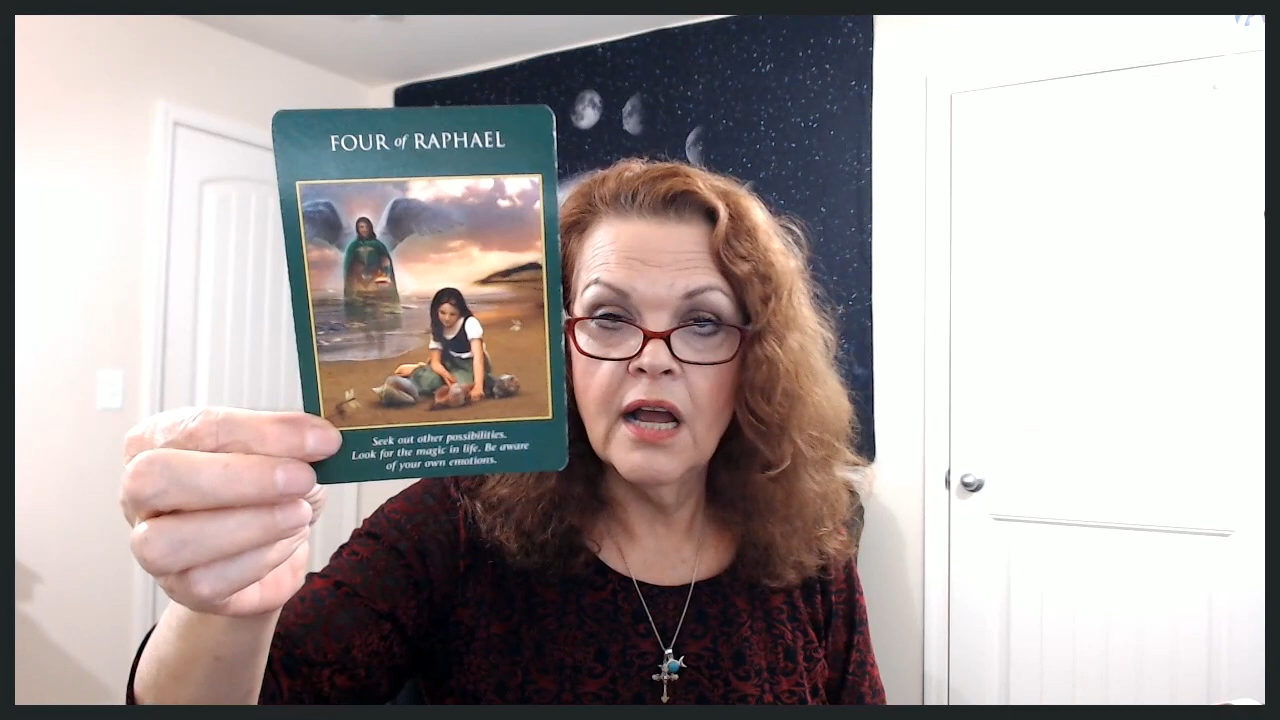 FOUR of RAPHAEL
Seek out other possibilities.
Look for the magic in life. Be aware
of your own emotions.